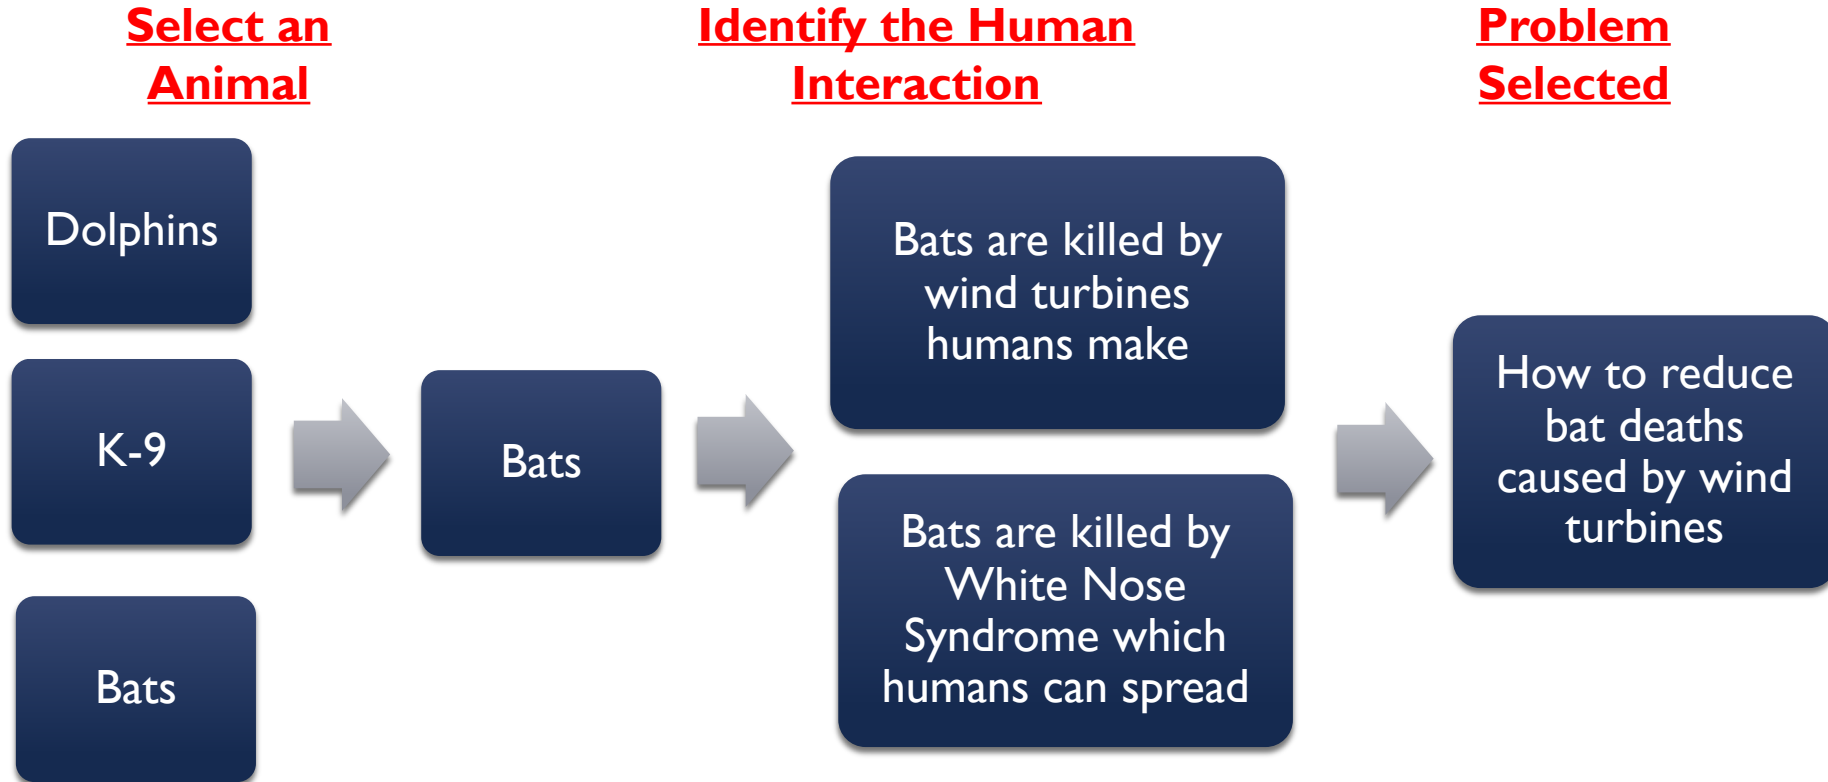 Select an
Animal
Identify the Human
Interaction
Problem
Selected
Dolphins
K-9
Bats
Bats
Bats are killed by
wind turbines
humans make
Bats are killed by
White Nose
Syndrome which
humans can spread
How to reduce
bat deaths
caused by wind
turbines